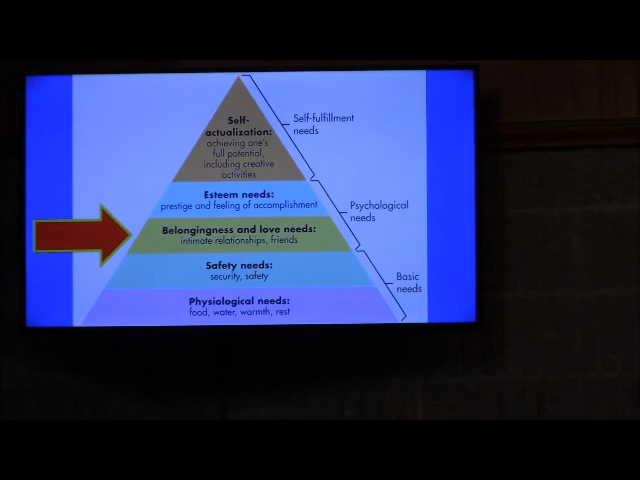 Self-
actualization:
achieving one's
full potential,
including creative
activities
Self-fulfillment
needs
Esteem needs:
prestige and feeling of accomplishment
Psychological
needs
Belongingness and love needs:
intimate relationships, friends
Safety needs:
security, safety
Basic
needs
Physiological needs:
food, water, warmth, rest